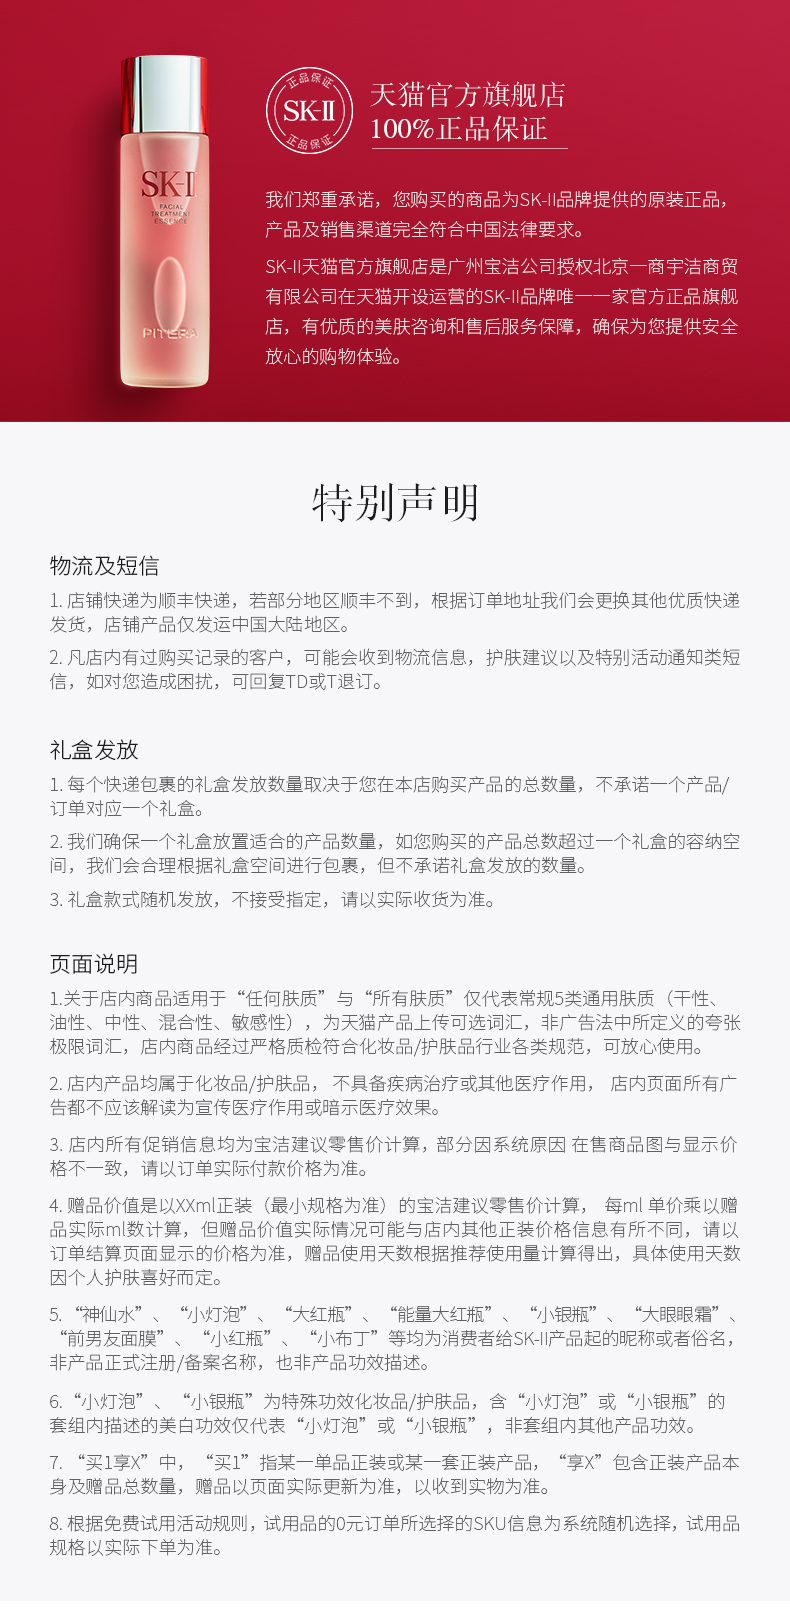 正品保证
SK-II
正品保证
天猫官方旗舰店
100%正品保证
SK-II
FACIAL
TREATMENT
ESSENCE
PITERA
我们郑重承诺，您购买的商品为SK-II品牌提供的原装正品，
产品及销售渠道完全符合中国法律要求。
SK-II天猫官方旗舰店是广州宝洁公司授权北京一商宇洁商贸
有限公司在天猫开设运营的SK-II品牌唯一一家官方正品旗舰
店，有优质的美肤咨询和售后服务保障，确保为您提供安全
放心的购物体验。
特别声明
物流及短信
1. 店铺快递为顺丰快递，若部分地区顺丰不到，根据订单地址我们会更换其他优质快递
发货，店铺产品仅发运中国大陆地区。
2. 凡店内有过购买记录的客户，可能会收到物流信息，护肤建议以及特别活动通知类短
信，如对您造成困扰，可回复TD或T退订。
礼盒发放
1. 每个快递包裹的礼盒发放数量取决于您在本店购买产品的总数量，不承诺一个产品/
订单对应一个礼盒。
2. 我们确保一个礼盒放置适合的产品数量，如您购买的产品总数超过一个礼盒的容纳空
间，我们会合理根据礼盒空间进行包裹，但不承诺礼盒发放的数量。
3. 礼盒款式随机发放，不接受指定，请以实际收货为准。
页面说明
1.关于店内商品适用于“任何肤质”与“所有肤质”仅代表常规5类通用肤质（干性、
油性、中性、混合性、敏感性），为天猫产品上传可选词汇，非广告法中所定义的夸张
极限词汇，店内商品经过严格质检符合化妆品/护肤品行业各类规范，可放心使用。
2. 店内产品均属于化妆品/护肤品， 不具备疾病治疗或其他医疗作用， 店内页面所有广
告都不应该解读为宣传医疗作用或暗示医疗效果。
3. 店内所有促销信息均为宝洁建议零售价计算，部分因系统原因 在售商品图与显示价
格不一致，请以订单实际付款价格为准。
4. 赠品价值是以XXml正装（最小规格为准）的宝洁建议零售价计算， 每ml 单价乘以赠
品实际ml数计算，但赠品价值实际情况可能与店内其他正装价格信息有所不同，请以
订单结算页面显示的价格为准，赠品使用天数根据推荐使用量计算得出，具体使用天数
因个人护肤喜好而定。
5. “神仙水”、“小灯泡”、“大红瓶”、“能量大红瓶”、“小银瓶”、“大眼眼霜”、
“前男友面膜”、“小红瓶”、“小布丁”等均为消费者给SK-II产品起的昵称或者俗名，
非产品正式注册/备案名称，也非产品功效描述。
6.“小灯泡”、“小银瓶”为特殊功效化妆品/护肤品，含“小灯泡”或“小银瓶”的
套组内描述的美白功效仅代表“小灯泡”或“小银瓶”，非套组内其他产品功效。
7. “买1享X”中，“买1”指某一单品正装或某一套正装产品，“享X”包含正装产品本
身及赠品总数量，赠品以页面实际更新为准，以收到实物为准。
8. 根据免费试用活动规则，试用品的0元订单所选择的SKU信息为系统随机选择，试用品
规格以实际下单为准。